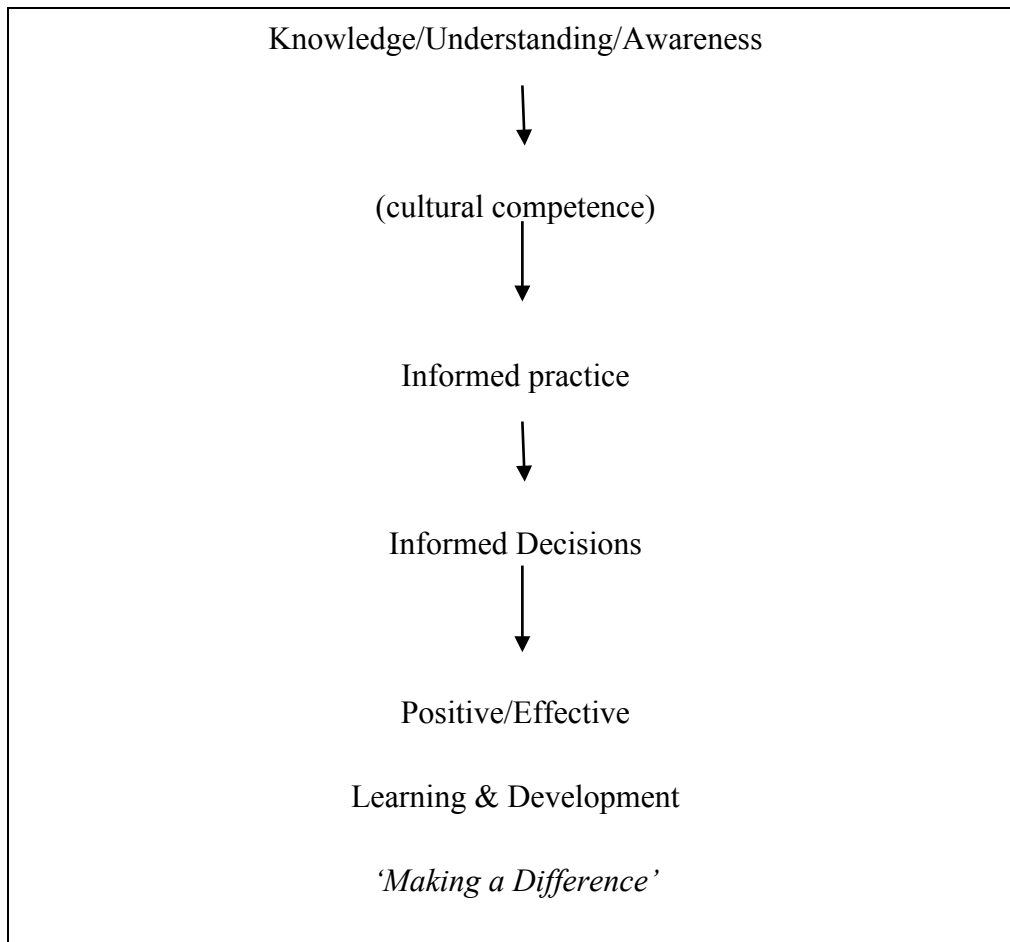 Knowledge/Understanding/Awareness
(cultural competence)
Informed practice
Informed Decisions
Positive/Effective
Learning & Development
‘Making a Difference’